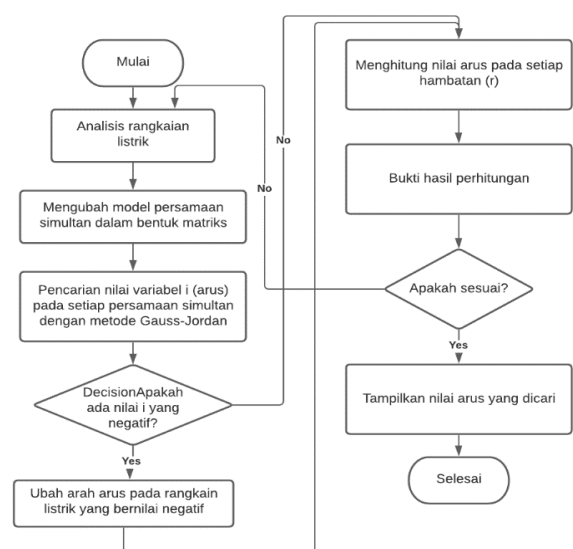 Mulai
Analisis rangkaian
listrik
Mengubah model persamaan
simultan dalam bentuk matriks
Pencarian nilai variabel i (arus)
pada setiap persamaan simultan
dengan metode Gauss-Jordan
DecisionApakah
ada nilai i yang
negatif?
Yes
Ubah arah arus pada rangkain
listrik yang bernilai negatif
No
No
Menghitung nilai arus pada setiap
hambatan (r)
Bukti hasil perhitungan
Apakah sesuai?
Yes
Tampilkan nilai arus yang dicari
Selesai